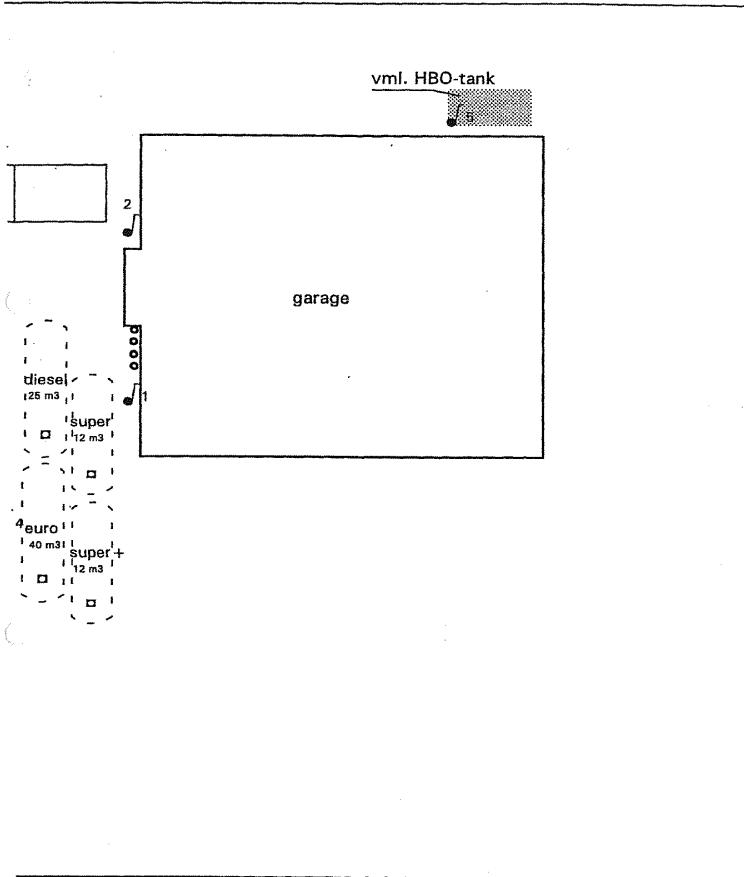 vml. HBO-tank
5
2
garage
diesel
25 m3
1
super
12 m3
4
euro
40 m3
super +
12 m3